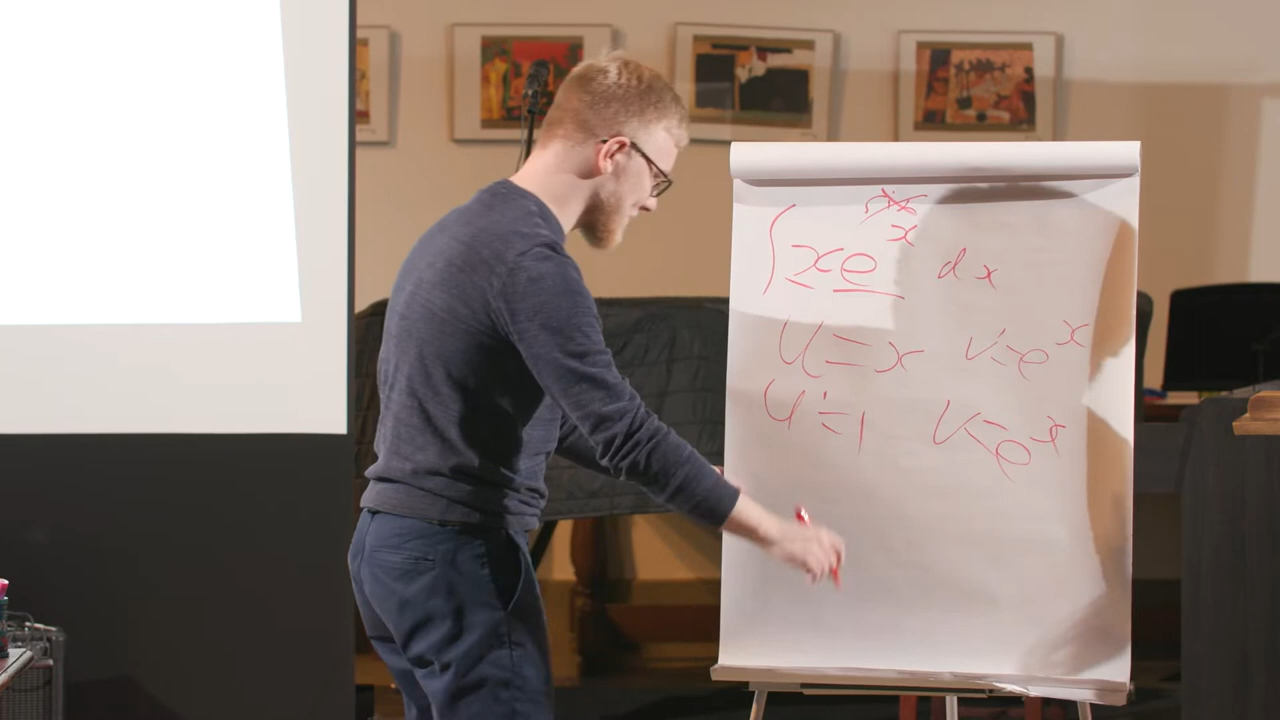 ∫xe^x dx
U=x V'=e^x
U'=1 V=e^x